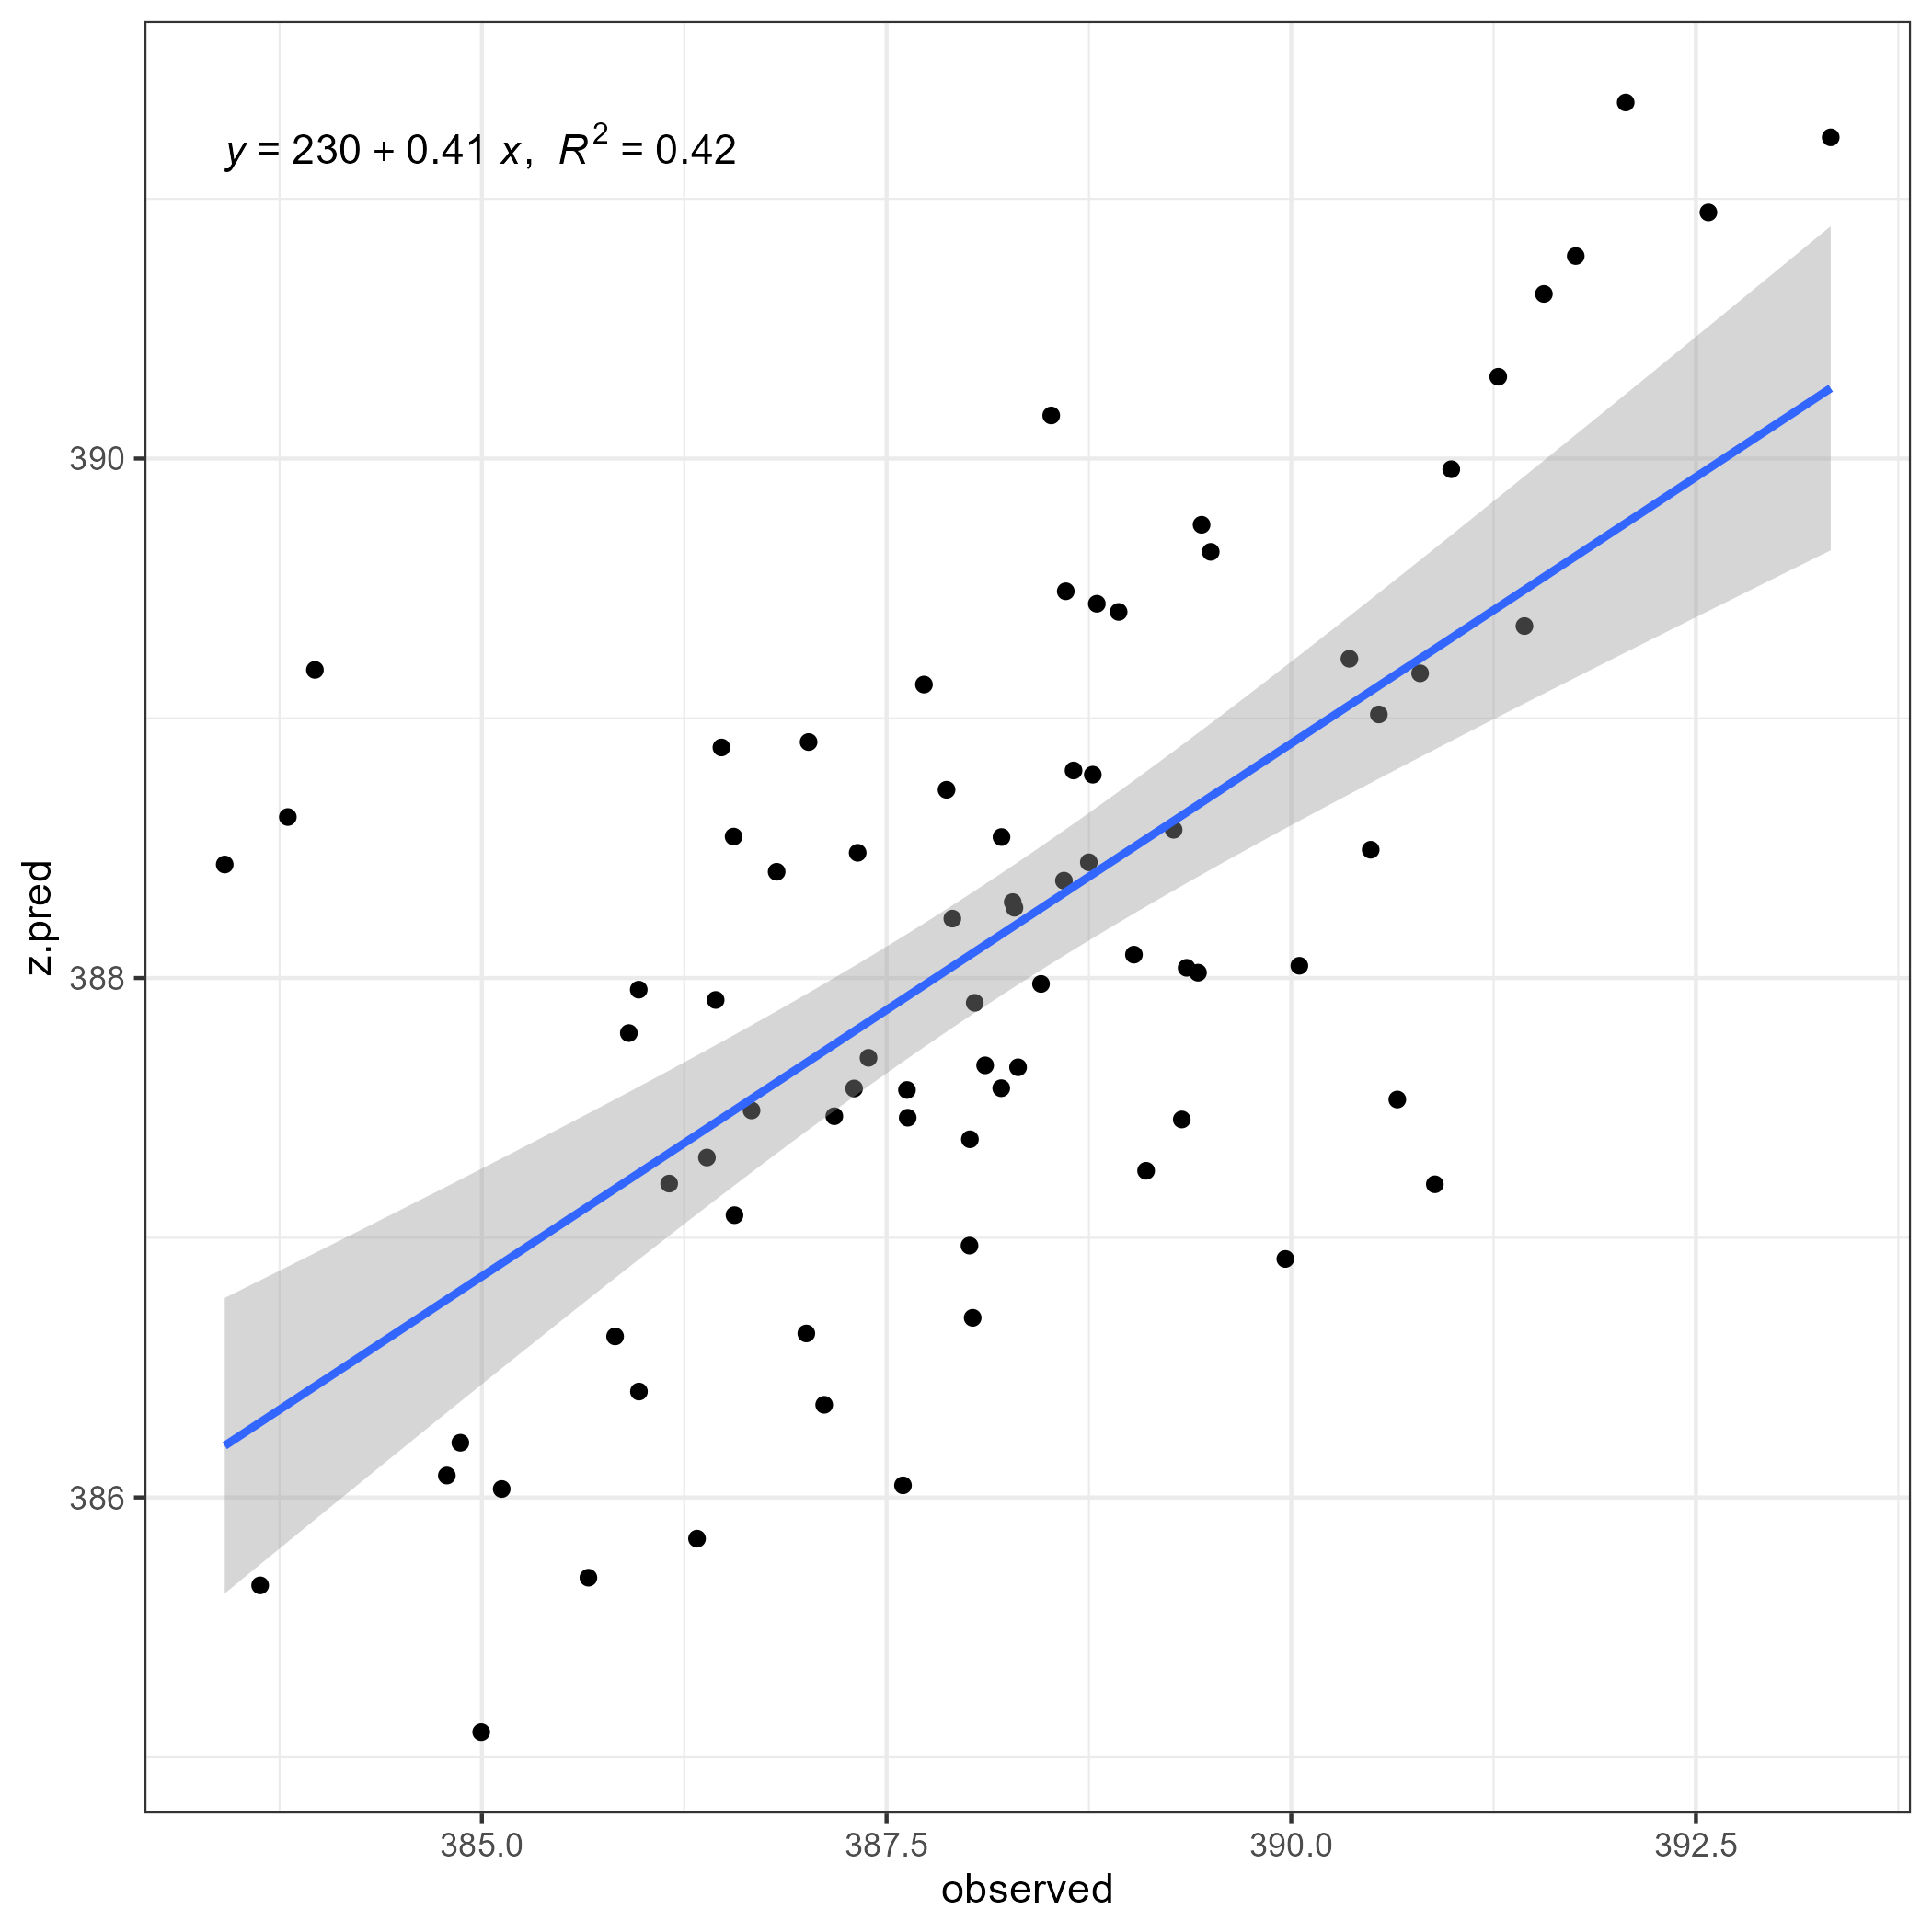 y = 230 + 0.41 x, R² = 0.42
390
388
386
z.pred
385.0 387.5 390.0 392.5
observed